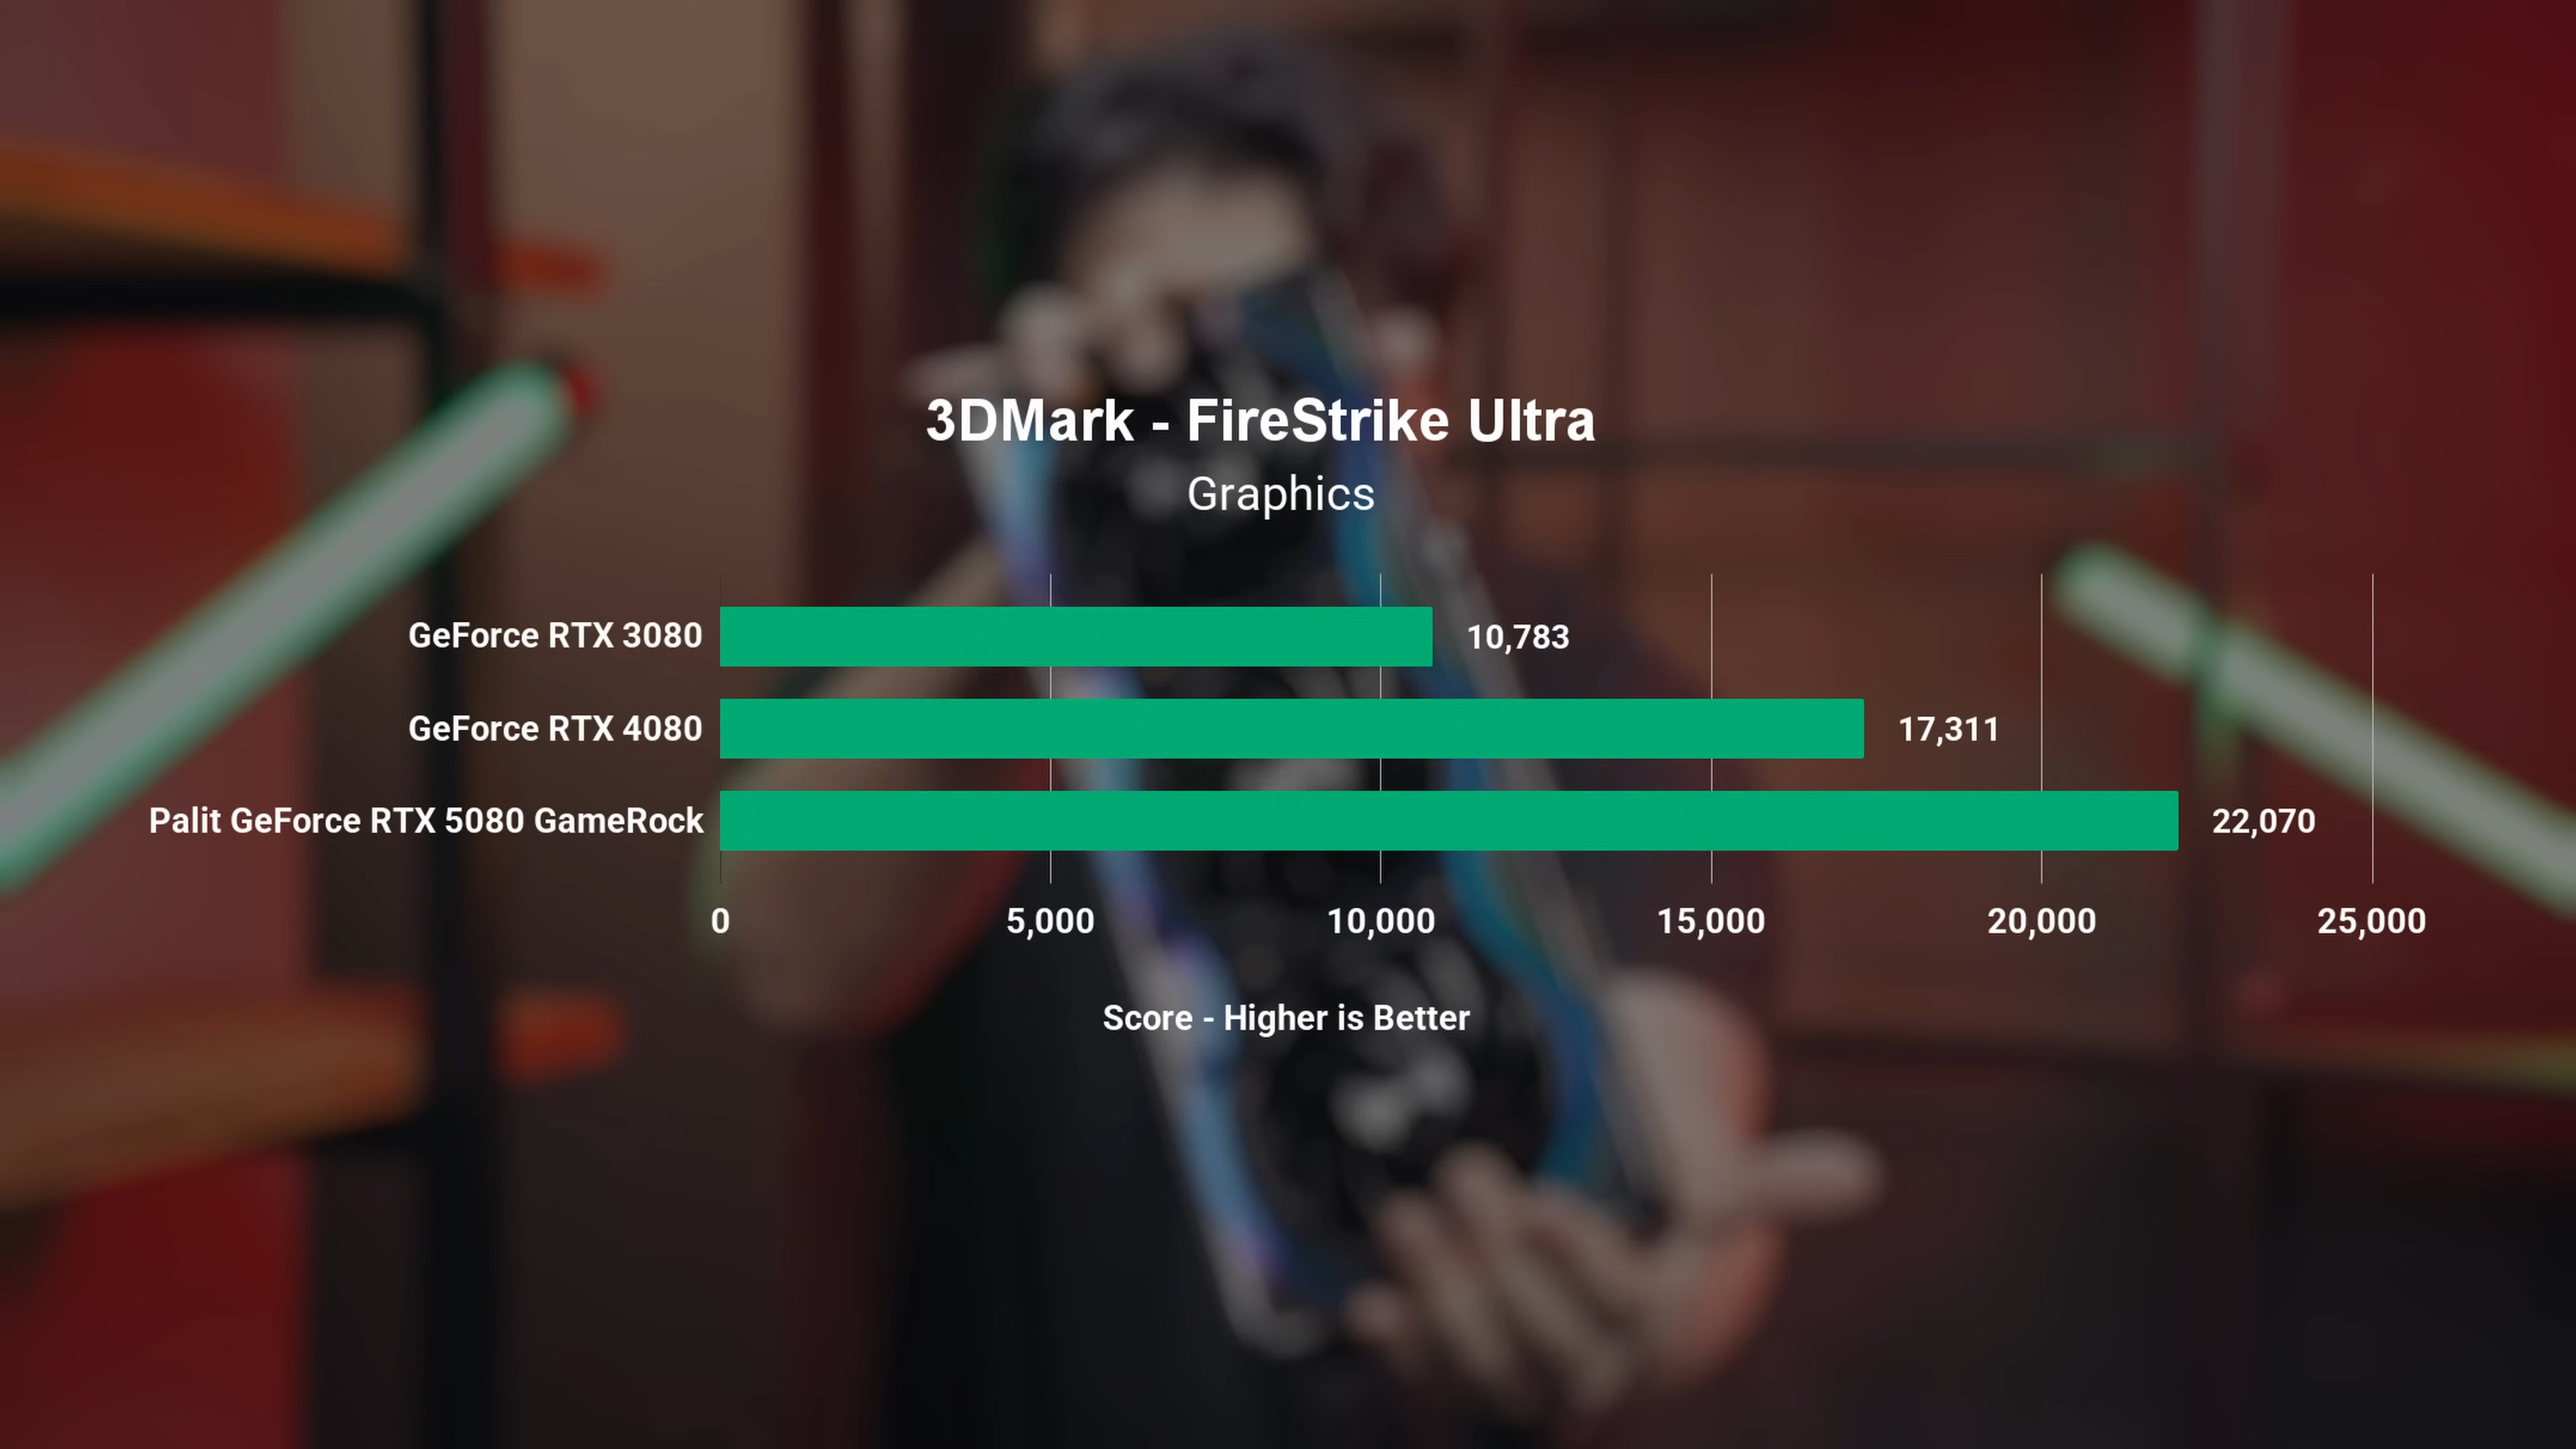 3DMark - FireStrike Ultra
Graphics
GeForce RTX 3080 10,783
GeForce RTX 4080 17,311
Palit GeForce RTX 5080 GameRock 22,070
0 5,000 10,000 15,000 20,000 25,000
Score - Higher is Better